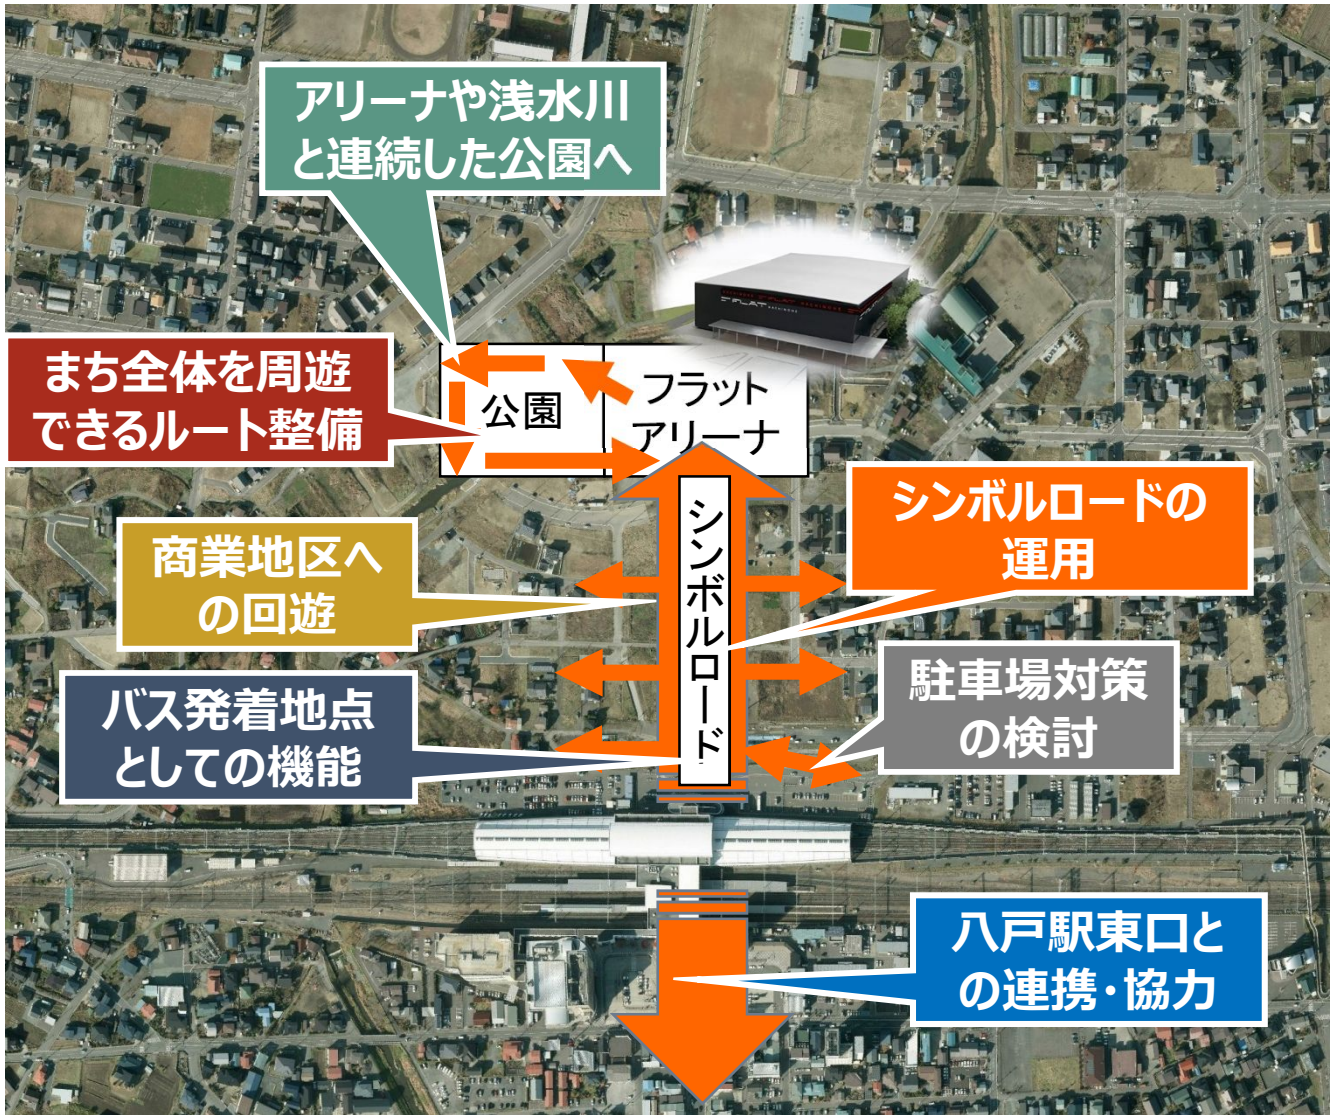 アリーナや浅水川
と連続した公園へ
FLAT
HACHINOHE
まち全体を周遊
できるルート整備
公園
フラット
アリーナ
シンボルロードの
運用
商業地区へ
の回遊
シンボルロード
駐車場対策
の検討
バス発着地点
としての機能
八戸駅東口と
の連携・協力